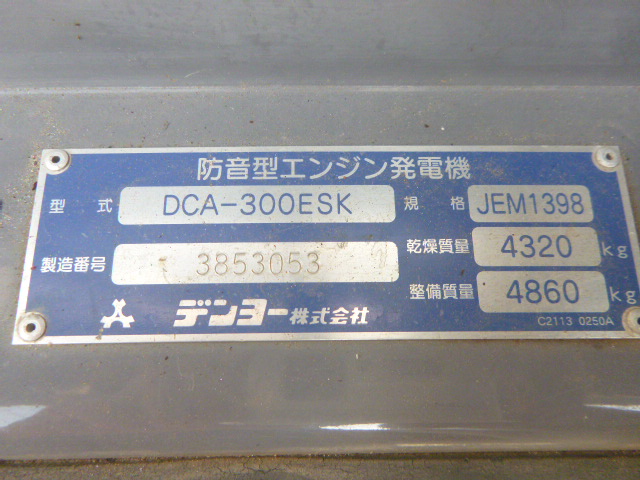 防音型エンジン発電機
型式 DCA-300ESK 規格 JEM1398
製造番号 3853053 乾燥質量 4320 kg
整備質量 4860 kg
デンヨー株式会社
C2113 0250A